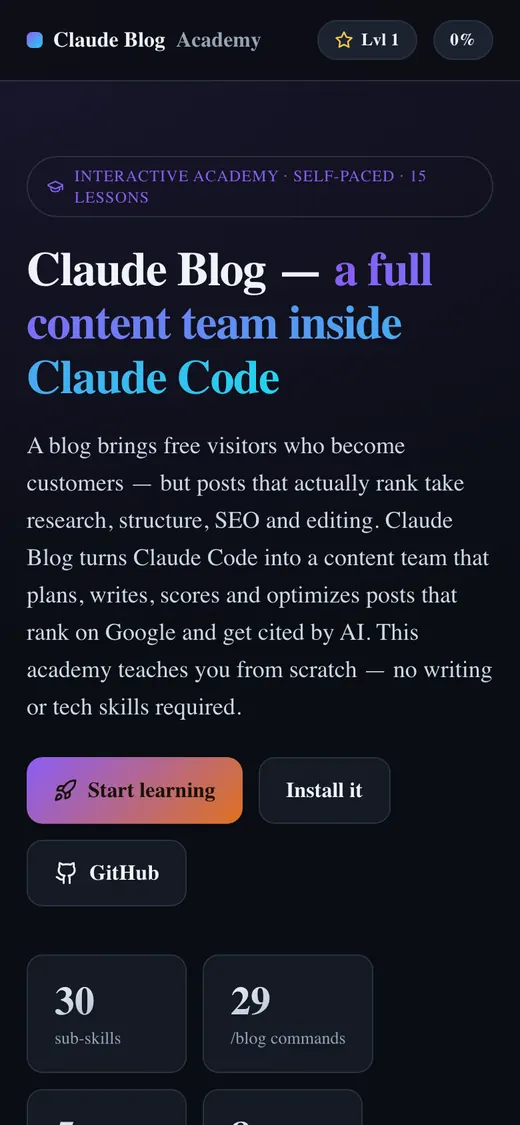 Claude Blog Academy
Lvl 1
0%
INTERACTIVE ACADEMY · SELF-PACED · 15
LESSONS
Claude Blog — a full
content team inside
Claude Code
A blog brings free visitors who become
customers — but posts that actually rank take
research, structure, SEO and editing. Claude
Blog turns Claude Code into a content team that
plans, writes, scores and optimizes posts that
rank on Google and get cited by AI. This
academy teaches you from scratch — no writing
or tech skills required.
Start learning
Install it
GitHub
30
sub-skills
29
/blog commands